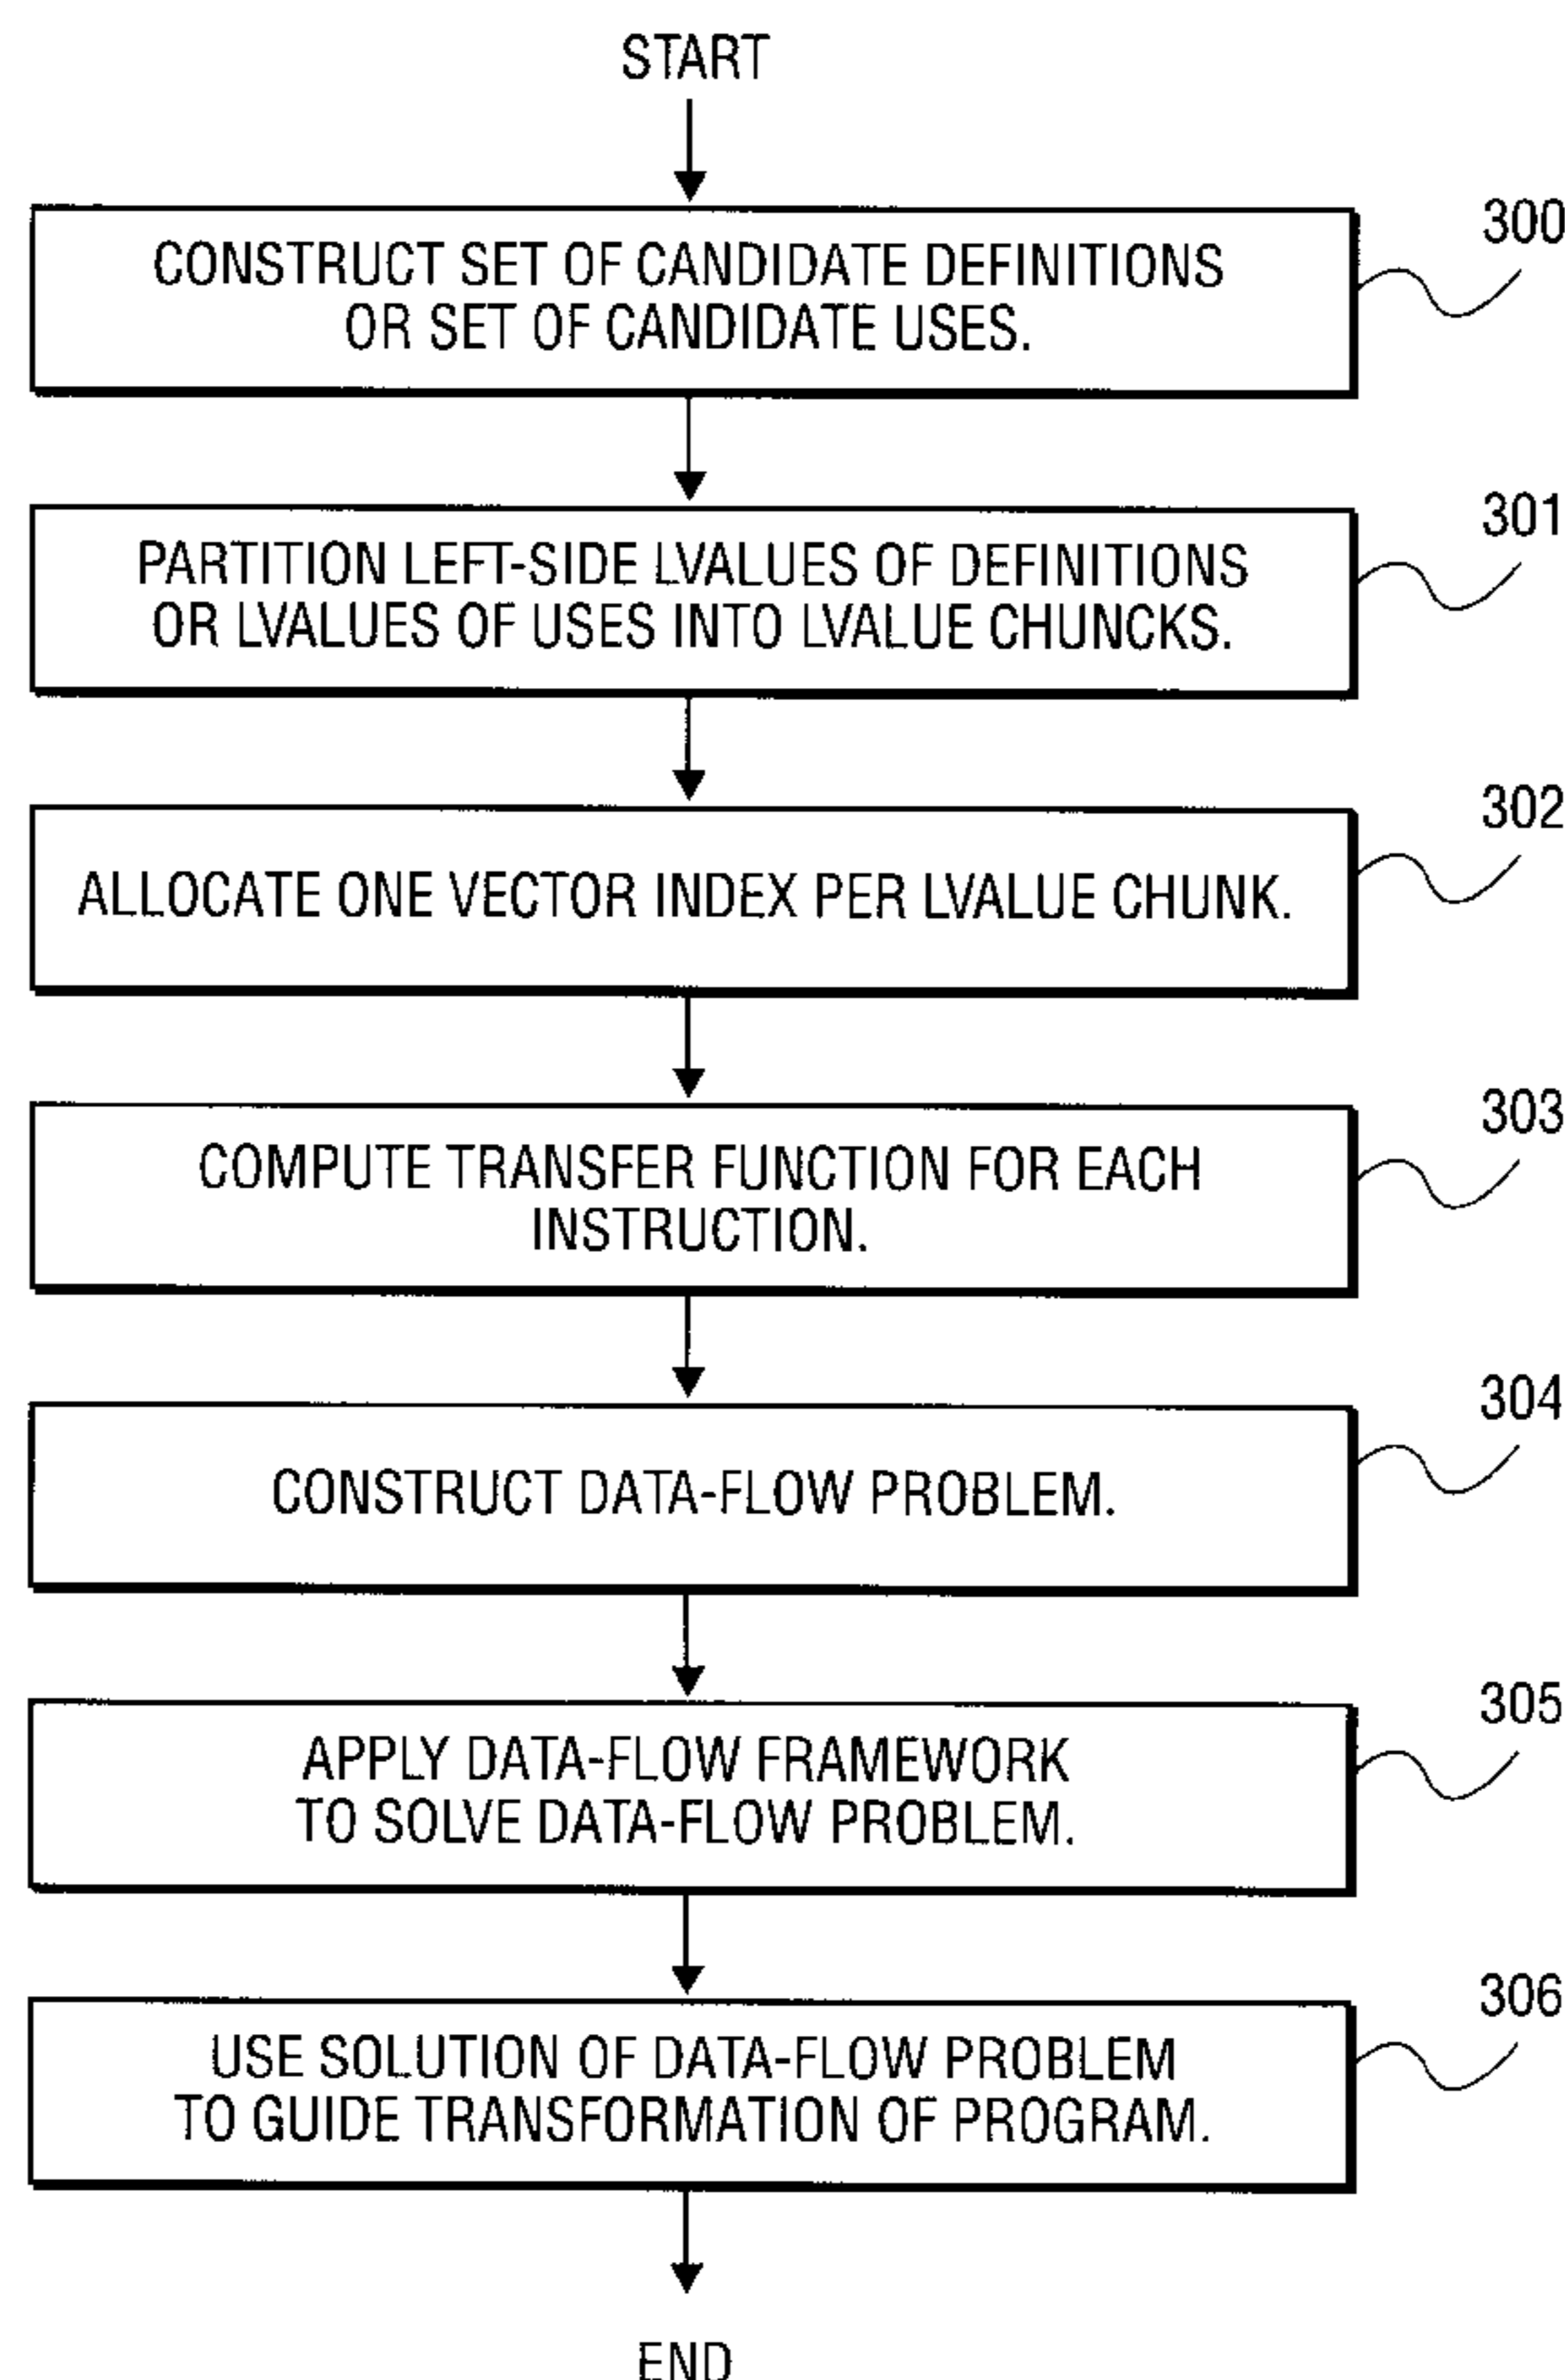 START
300
CONSTRUCT SET OF CANDIDATE DEFINITIONS
OR SET OF CANDIDATE USES.
301
PARTITION LEFT-SIDE LVALUES OF DEFINITIONS
OR LVALUES OF USES INTO LVALUE CHUNCKS.
302
ALLOCATE ONE VECTOR INDEX PER LVALUE CHUNK.
303
COMPUTE TRANSFER FUNCTION FOR EACH
INSTRUCTION.
304
CONSTRUCT DATA-FLOW PROBLEM.
305
APPLY DATA-FLOW FRAMEWORK
TO SOLVE DATA-FLOW PROBLEM.
306
USE SOLUTION OF DATA-FLOW PROBLEM
TO GUIDE TRANSFORMATION OF PROGRAM.
END